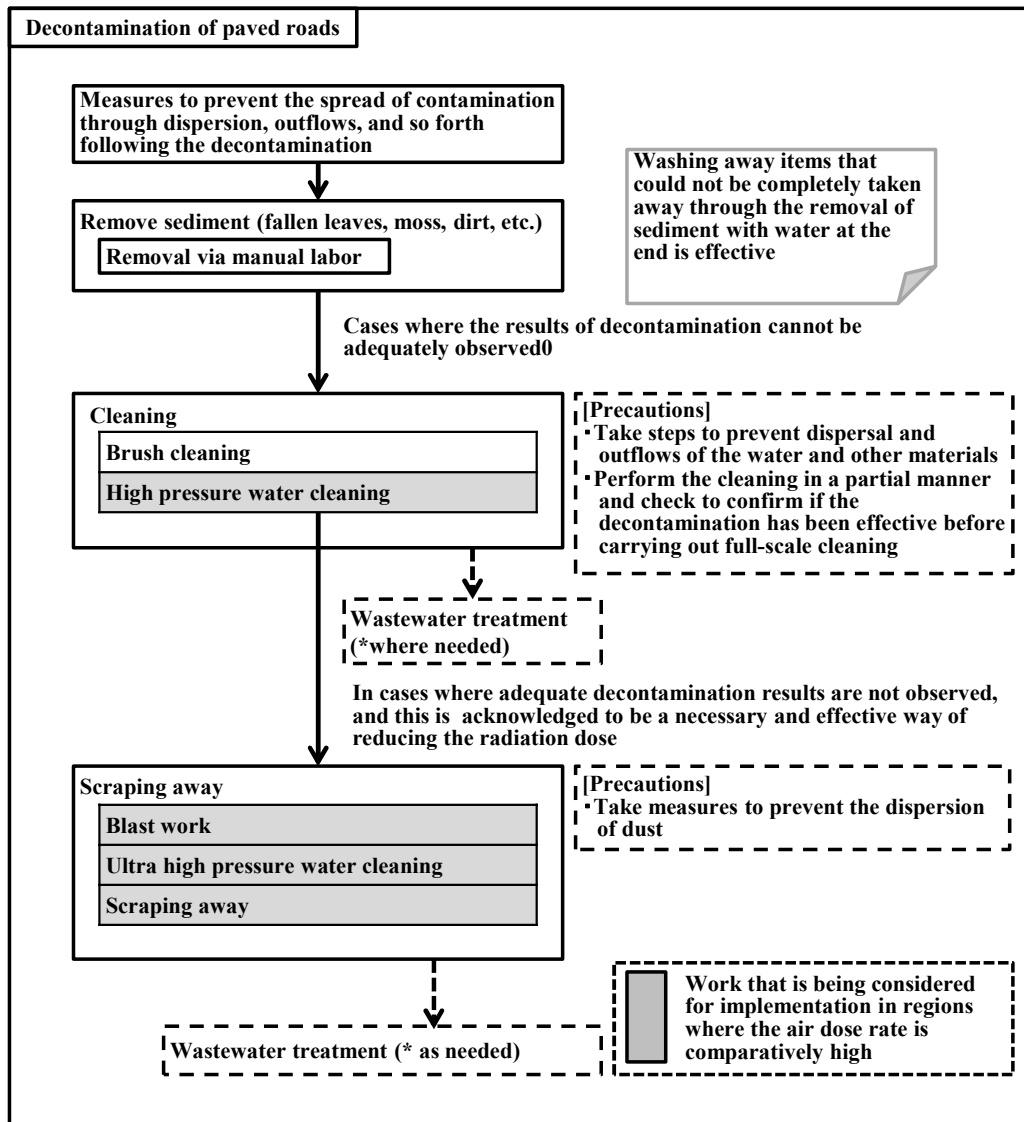 Decontamination of paved roads
Measures to prevent the spread of contamination
through dispersion, outflows, and so forth
following the decontamination
Washing away items that
could not be completely taken
away through the removal of
sediment with water at the
end is effective
Remove sediment (fallen leaves, moss, dirt, etc.)
Removal via manual labor
Cases where the results of decontamination cannot be
adequately observed0
Cleaning
Brush cleaning
High pressure water cleaning
[Precautions]
・Take steps to prevent dispersal and
outflows of the water and other materials
・Perform the cleaning in a partial manner
and check to confirm if the
decontamination has been effective before
carrying out full-scale cleaning
Wastewater treatment
(*where needed)
In cases where adequate decontamination results are not observed,
and this is  acknowledged to be a necessary and effective way of
reducing the radiation dose
Scraping away
Blast work
Ultra high pressure water cleaning
Scraping away
[Precautions]
・Take measures to prevent the dispersion
of dust
Wastewater treatment (* as needed)
Work that is being considered
for implementation in regions
where the air dose rate is
comparatively high